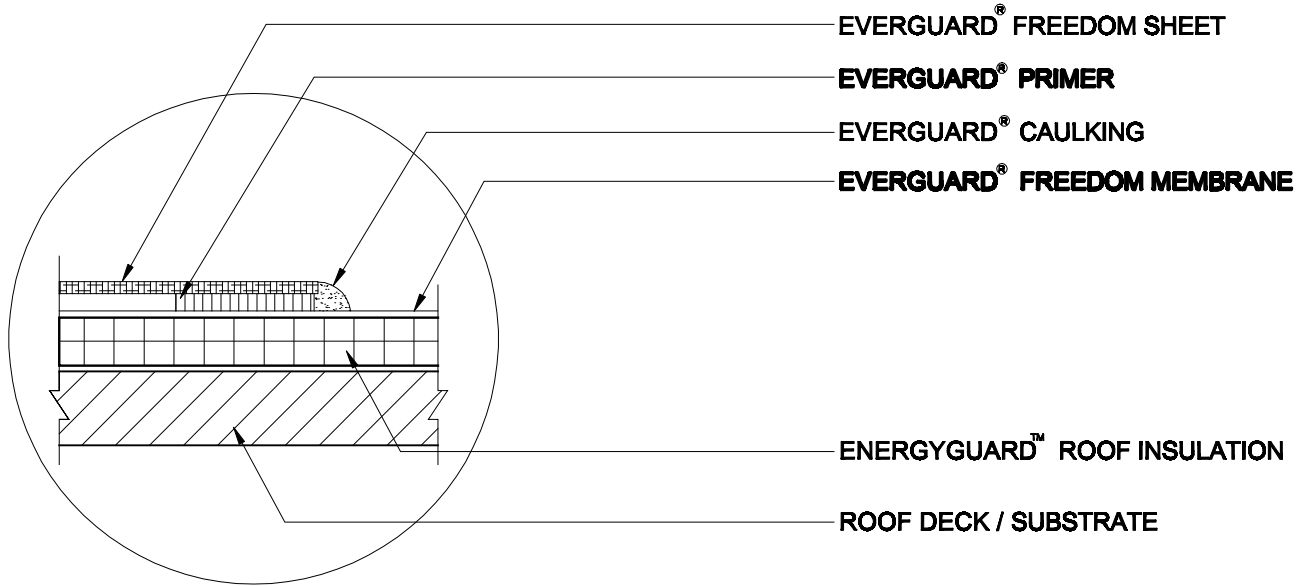 EVERGUARD® FREEDOM SHEET
EVERGUARD® PRIMER
EVERGUARD® CAULKING
EVERGUARD® FREEDOM MEMBRANE
ENERGYGUARD™ ROOF INSULATION
ROOF DECK / SUBSTRATE